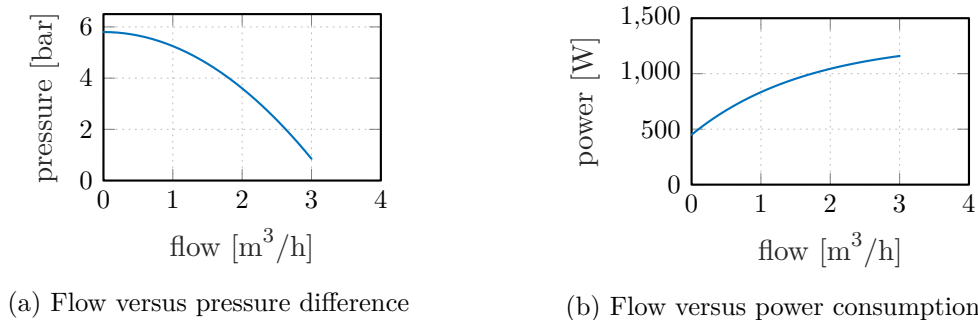 6
4
2
0
0 1 2 3 4
pressure [bar]
flow [m³/h]
(a) Flow versus pressure difference
1,500
1,000
500
0
0 1 2 3 4
power [W]
flow [m³/h]
(b) Flow versus power consumption